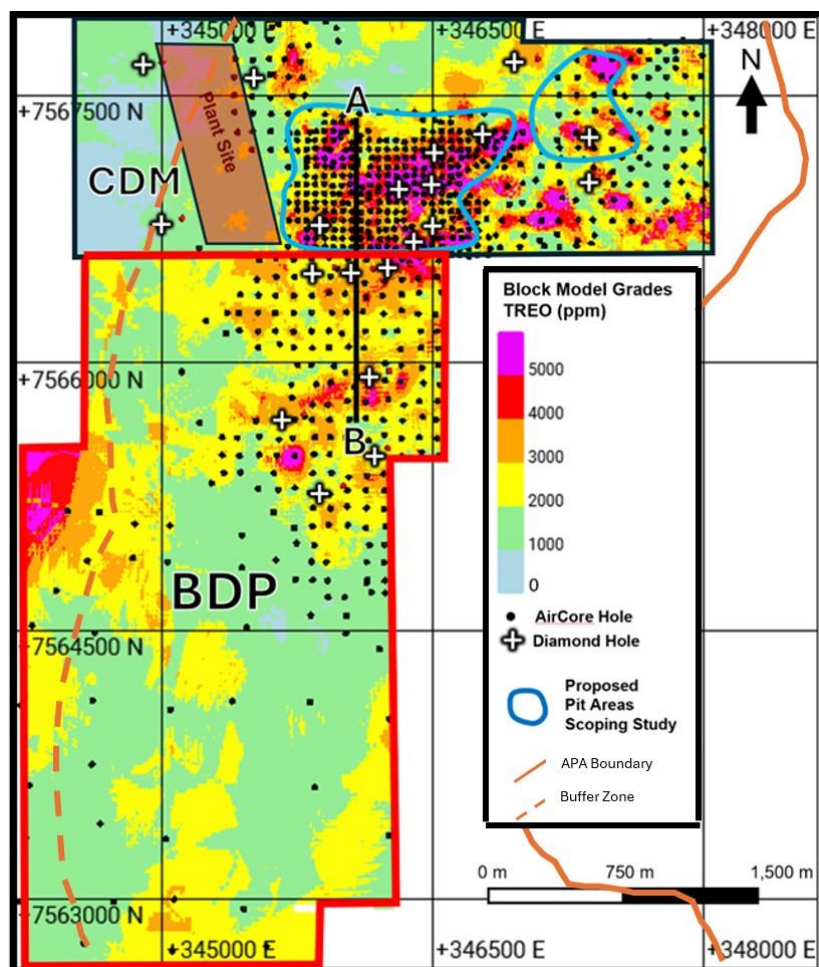 +345000 E
+346500 E
+348000 E
N
+7567500 N
A
Plant Site
CDM
Block Model Grades
TREO (ppm)
5000
+7566000 N
4000
3000
B
2000
1000
BDP
0
AirCore Hole
Diamond Hole
+7564500 N
Proposed
Pit Areas
Scoping Study
APA Boundary
Buffer Zone
0 m
750 m
1,500 m
+7563000 N
+345000 E
+346500 E
+348000 E